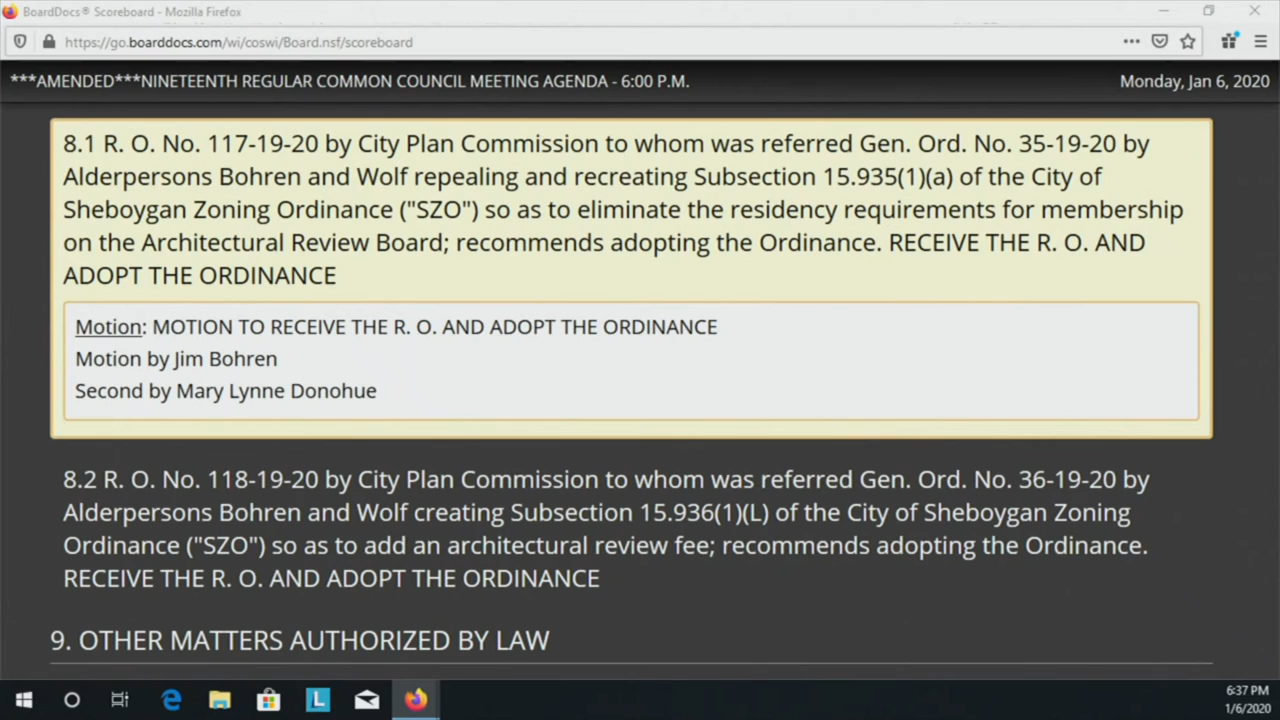 BoardDocs® Scoreboard - Mozilla Firefox
https://go.boarddocs.com/wi/coswi/Board.nsf/scoreboard
***AMENDED***NINETEENTH REGULAR COMMON COUNCIL MEETING AGENDA - 6:00 P.M. Monday, Jan 6, 2020
8.1 R. O. No. 117-19-20 by City Plan Commission to whom was referred Gen. Ord. No. 35-19-20 by
Alderpersons Bohren and Wolf repealing and recreating Subsection 15.935(1)(a) of the City of
Sheboygan Zoning Ordinance ("SZO") so as to eliminate the residency requirements for membership
on the Architectural Review Board; recommends adopting the Ordinance. RECEIVE THE R. O. AND
ADOPT THE ORDINANCE
Motion: MOTION TO RECEIVE THE R. O. AND ADOPT THE ORDINANCE
Motion by Jim Bohren
Second by Mary Lynne Donohue
8.2 R. O. No. 118-19-20 by City Plan Commission to whom was referred Gen. Ord. No. 36-19-20 by
Alderpersons Bohren and Wolf creating Subsection 15.936(1)(L) of the City of Sheboygan Zoning
Ordinance ("SZO") so as to add an architectural review fee; recommends adopting the Ordinance.
RECEIVE THE R. O. AND ADOPT THE ORDINANCE
9. OTHER MATTERS AUTHORIZED BY LAW
L
6:37 PM
1/6/2020